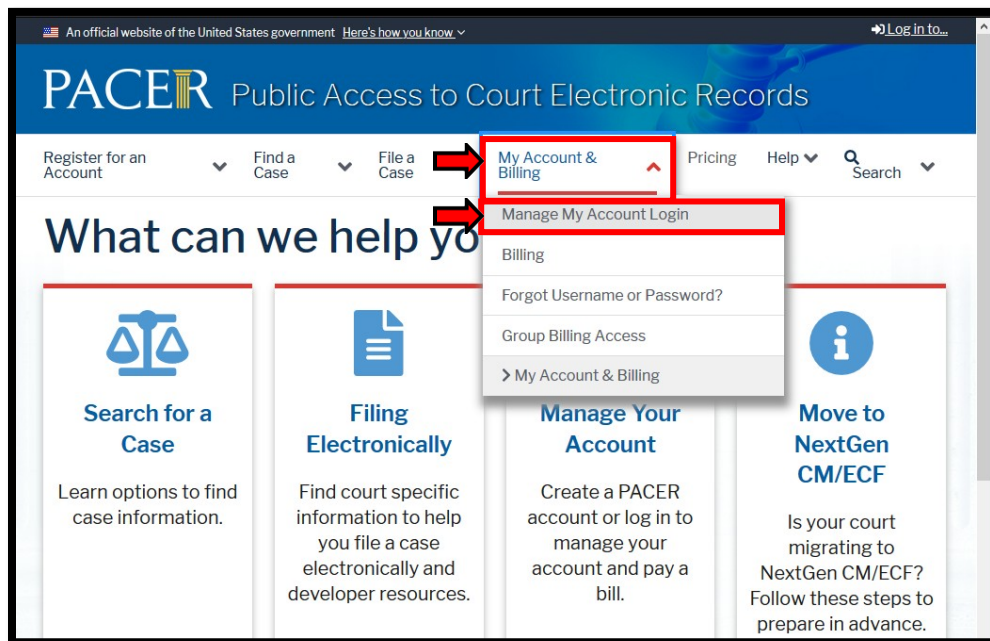 An official website of the United States government Here's how you know
Log in to...
PACER Public Access to Court Electronic Records
Register for an
Account
Find a
Case
File a
Case
My Account &
Billing
Pricing
Help
Search
Manage My Account Login
Billing
Forgot Username or Password?
Group Billing Access
My Account & Billing
What can we help yo
Search for a
Case
Learn options to find
case information.
Filing
Electronically
Find court specific
information to help
you file a case
electronically and
developer resources.
Manage Your
Account
Create a PACER
account or log in to
manage your
account and pay a
bill.
Move to
NextGen
CM/ECF
Is your court
migrating to
NextGen CM/ECF?
Follow these steps to
prepare in advance.